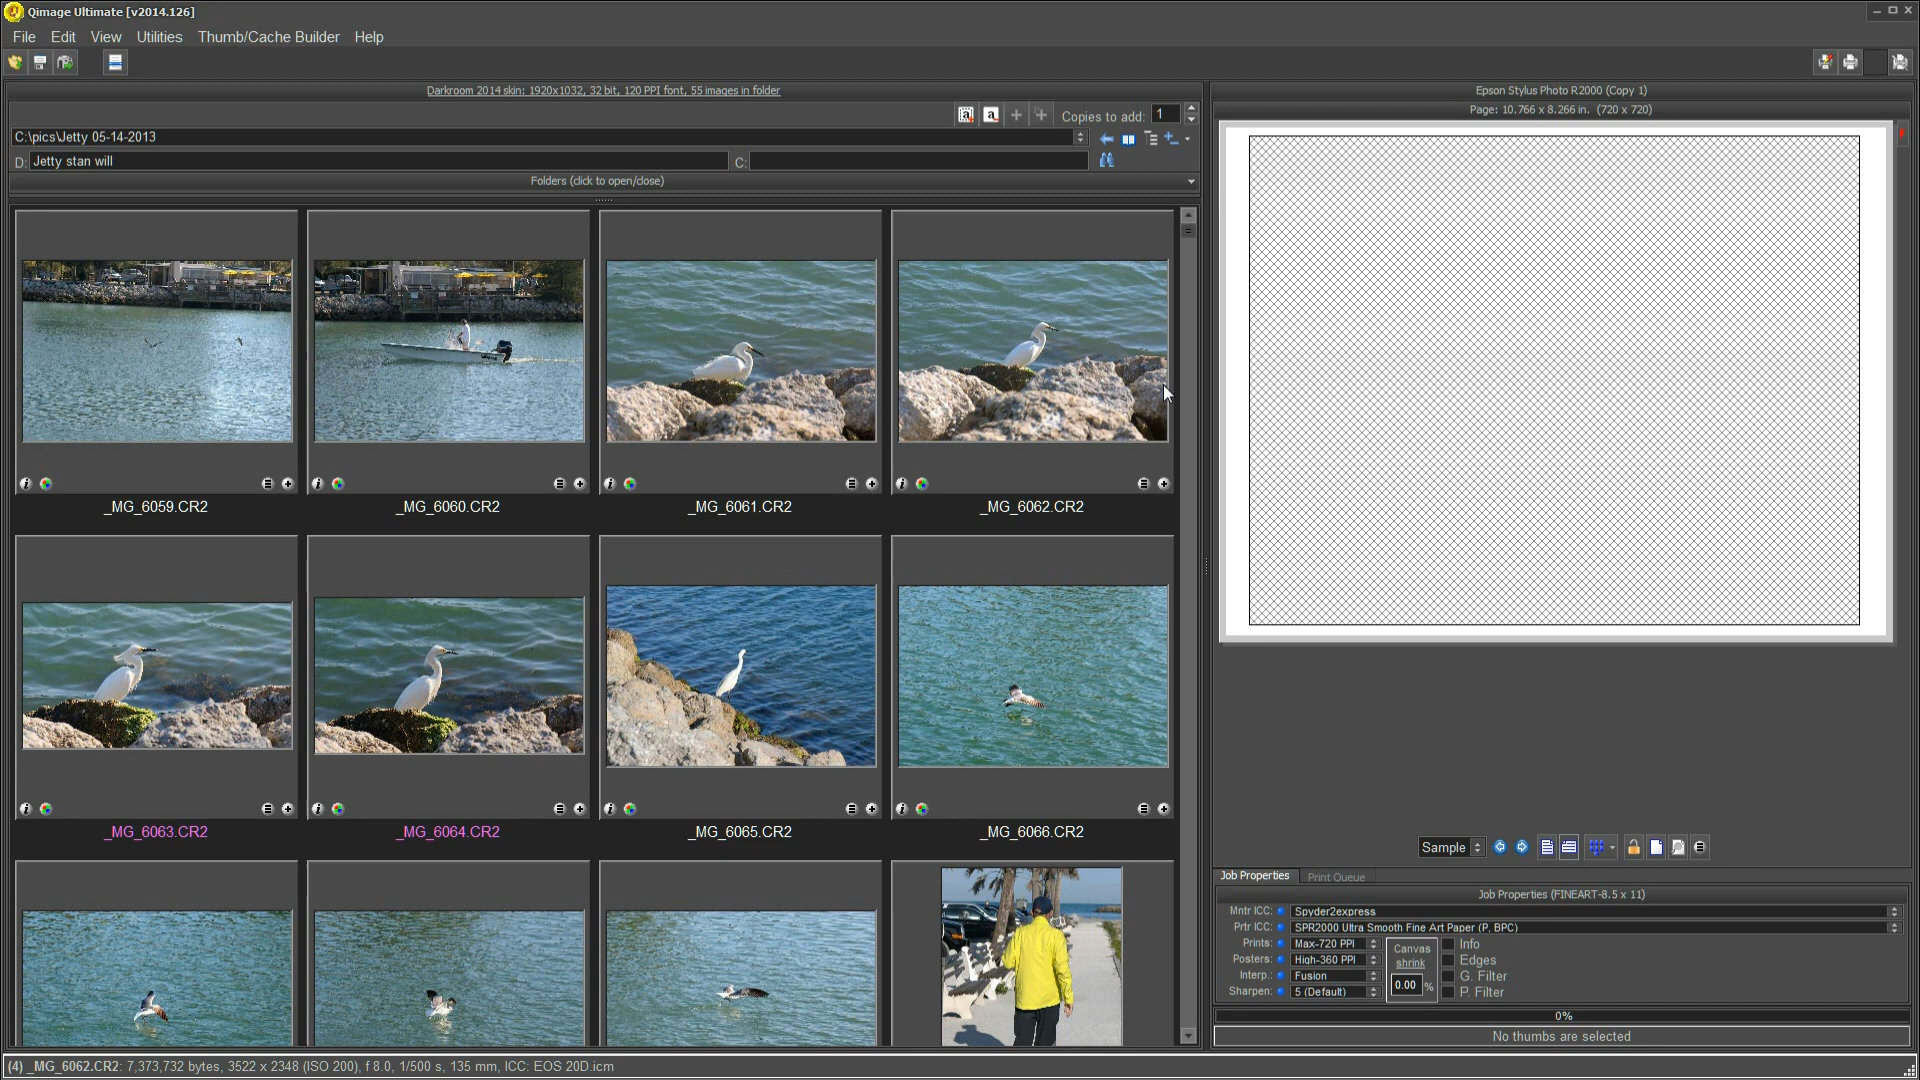 Qimage Ultimate [v2014.126]
File Edit View Utilities Thumb/Cache Builder Help
Darkroom 2014 skin: 1920x1032, 32 bit, 120 PPI font, 55 images in folder
Copies to add: 1
C:\pics\Jetty 05-14-2013
D: Jetty stan will C:
Folders (click to open/close)
_MG_6059.CR2 _MG_6060.CR2 _MG_6061.CR2 _MG_6062.CR2
_MG_6063.CR2 _MG_6064.CR2 _MG_6065.CR2 _MG_6066.CR2
Epson Stylus Photo R2000 (Copy 1)
Page: 10.766 x 8.266 in. (720 x 720)
Sample
Job Properties Print Queue
Job Properties (FINEART-8.5 x 11)
Mntr ICC: Spyder2express
Prtr ICC: SPR2000 Ultra Smooth Fine Art Paper (P, BPC)
Prints: Max-720 PPI
Posters: High-360 PPI
Interp.: Fusion
Sharpen: 5 (Default)
Canvas
shrink
0.00 %
Info
Edges
G. Filter
P. Filter
0%
No thumbs are selected
(4) _MG_6062.CR2: 7,373,732 bytes, 3522 x 2348 (ISO 200), f 8.0, 1/500 s, 135 mm, ICC: EOS 20D.icm